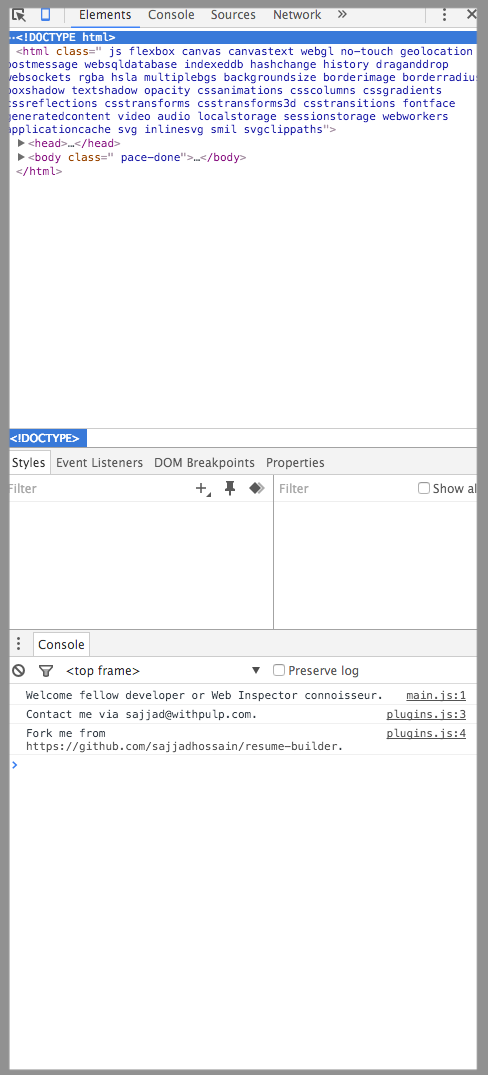 Elements Console Sources Network »
<!DOCTYPE html>
<html class=" js flexbox canvas canvastext webgl no-touch geolocation
postmessage websqldatabase indexeddb hashchange history draganddrop
websockets rgba hsla multiplebgs backgroundsize borderimage borderradius
boxshadow textshadow opacity cssanimations csscolumns cssgradients
cssreflections csstransforms csstransforms3d csstransitions fontface
generatedcontent video audio localstorage sessionstorage webworkers
applicationcache svg inlinesvg smil svgclippaths">
▶<head>…</head>
▶<body class=" pace-done">…</body>
</html>
<!DOCTYPE>
Styles Event Listeners DOM Breakpoints Properties
Filter Filter Show al
Console
<top frame> ▼ Preserve log
Welcome fellow developer or Web Inspector connoisseur. main.js:1
Contact me via sajjad@withpulp.com. plugins.js:3
Fork me from plugins.js:4
https://github.com/sajjadhossain/resume-builder.
>